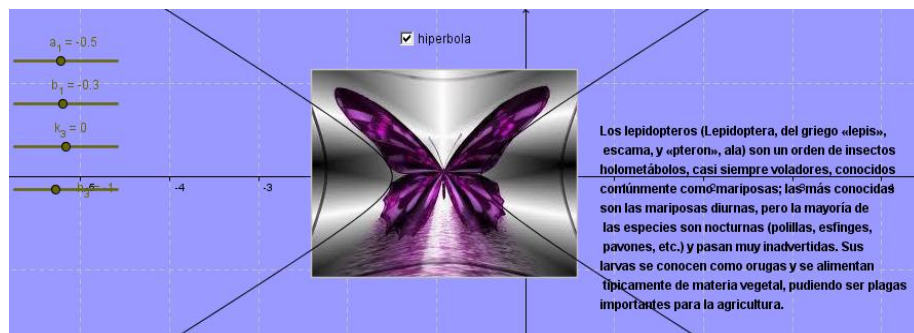 a₁ = -0.5
hiperbola
b₁ = -0.3
k₃ = 0
Los lepidopteros (Lepidoptera, del griego «lepis»,
escama, y «pteron», ala) son un orden de insectos
holometábolos, casi siempre voladores, conocidos
comúnmente como mariposas; las más conocidas
son las mariposas diurnas, pero la mayoría de
las especies son nocturnas (polillas, esfinges,
pavones, etc.) y pasan muy inadvertidas. Sus
larvas se conocen como orugas y se alimentan
típicamente de materia vegetal, pudiendo ser plagas
importantes para la agricultura.
-4 -3